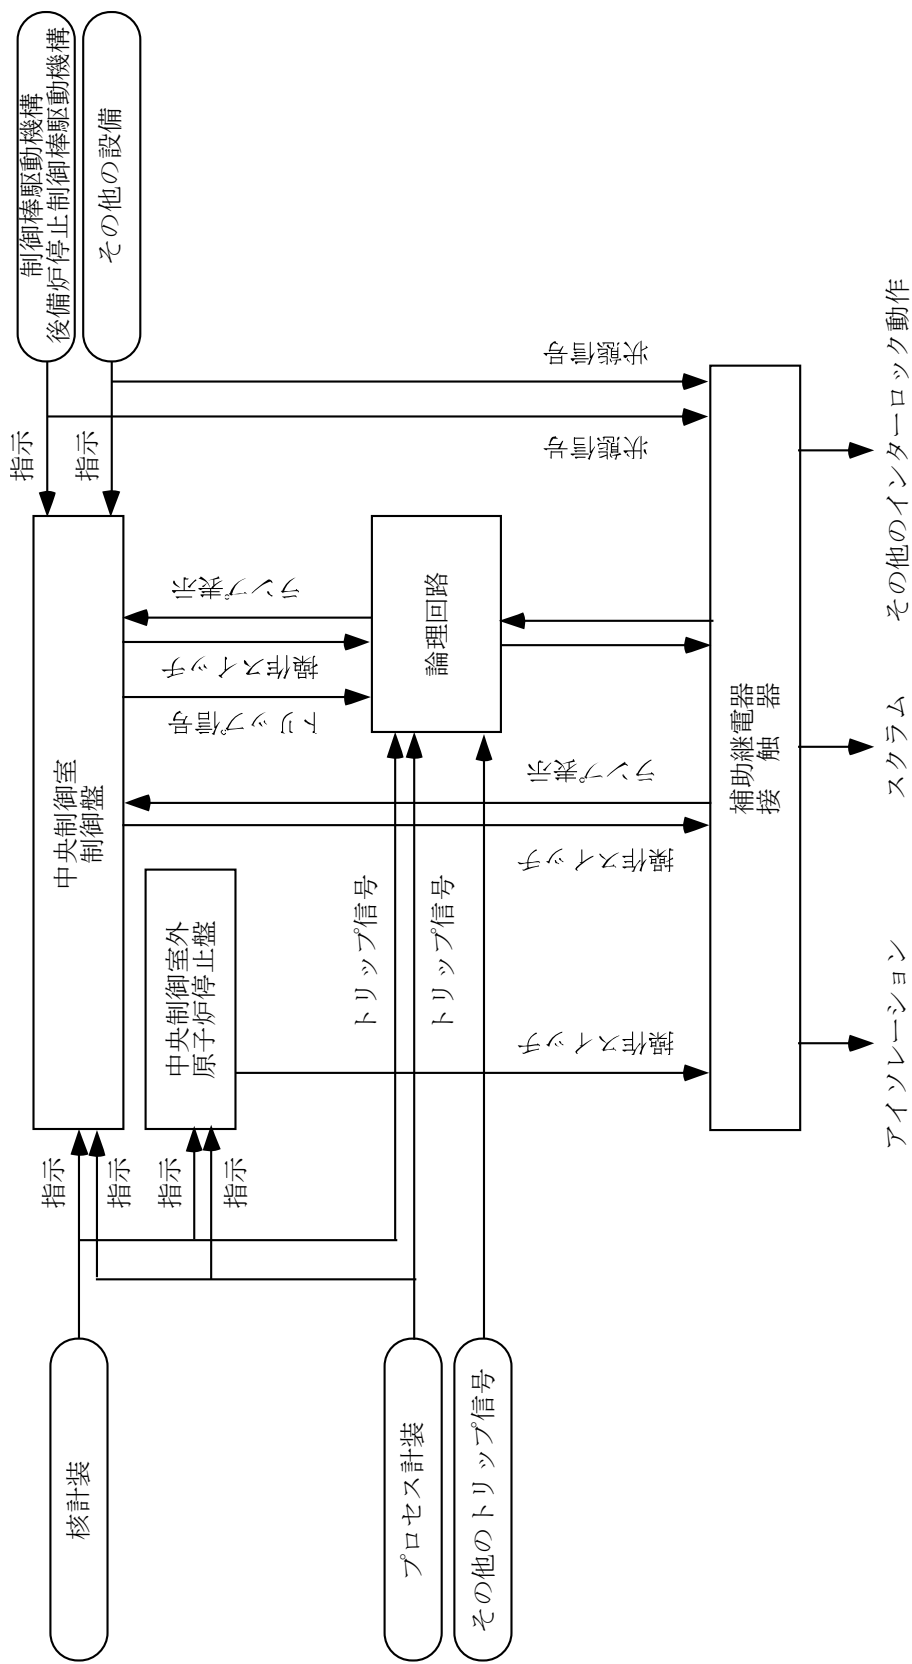 制御棒駆動機構
後備炉停止制御棒駆動機構
その他の設備
指示
指示
状態信号
状態信号
中央制御室
制御盤
ランプ表示
操作スイッチ
トリップ信号
論理回路
ランプ表示
操作スイッチ
補助継電器
接触器
中央制御室外
原子炉停止盤
トリップ信号
トリップ信号
操作スイッチ
指示
指示
指示
指示
核計装
プロセス計装
その他のトリップ信号
アイソレーション
スクラム
その他のインターロック動作